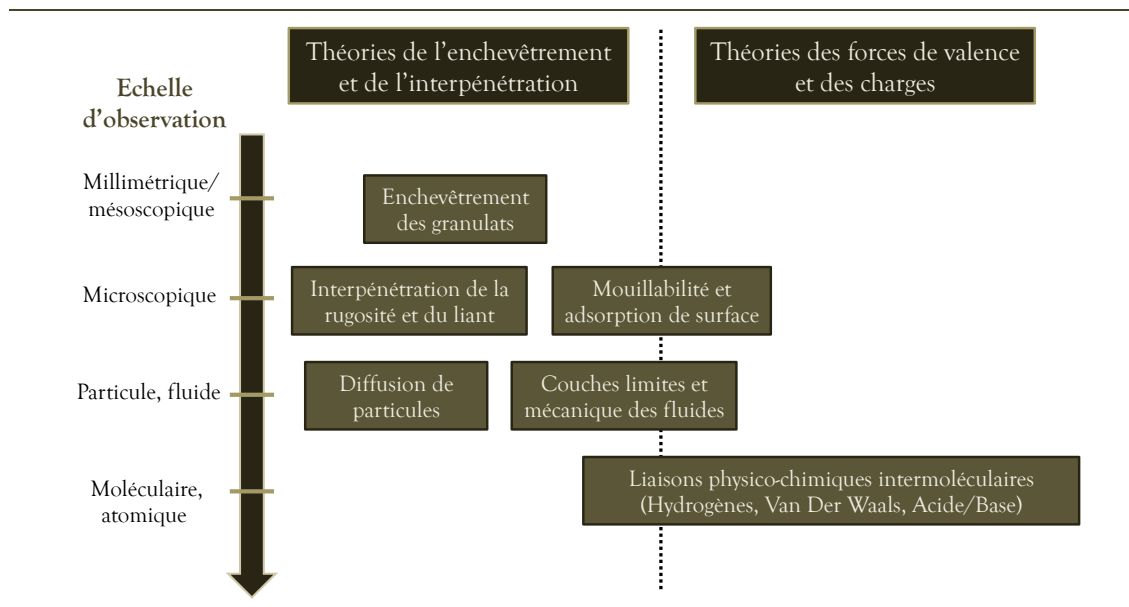 Théories de l'enchevêtrement
et de l'interpénétration
Théories des forces de valence
et des charges
Echelle
d'observation
Millimétrique/
mésoscopique
Enchevêtrement
des granulats
Microscopique
Interpénétration de la
rugosité et du liant
Mouillabilité et
adsorption de surface
Particule, fluide
Diffusion de
particules
Couches limites et
mécanique des fluides
Moléculaire,
atomique
Liaisons physico-chimiques intermoléculaires
(Hydrogènes, Van Der Waals, Acide/Base)